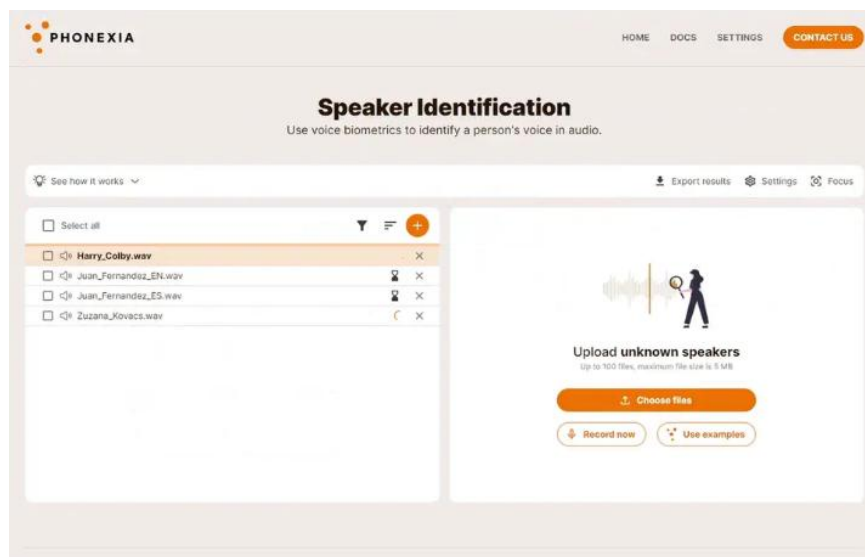 PHONEXIA
HOME DOCS SETTINGS CONTACT US
Speaker Identification
Use voice biometrics to identify a person's voice in audio.
See how it works
Export results Settings Focus
Select all
Harry_Colby.wav
Juan_Fernandez_EN.wav
Juan_Fernandez_ES.wav
Zuzana_Kovacs.wav
Upload unknown speakers
Up to 100 files, maximum file size is 5 MB
Choose files
Record now Use examples